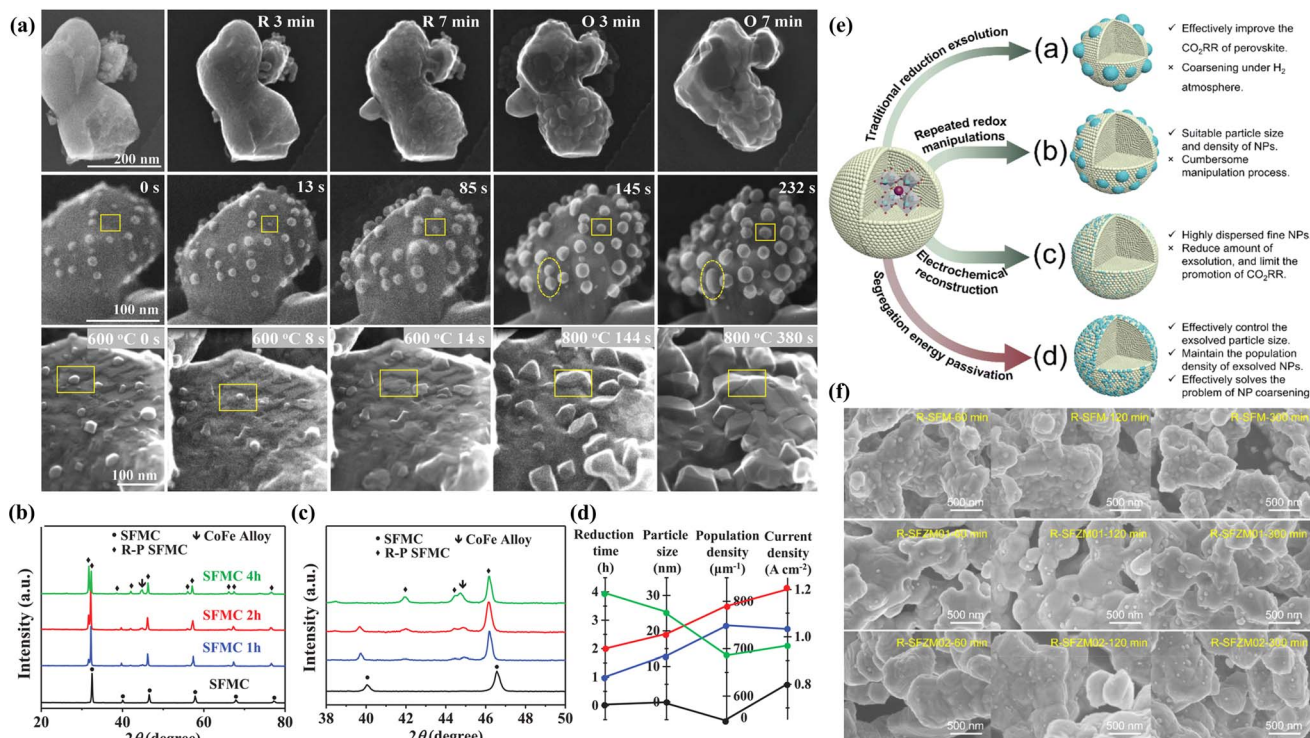 (a)
R 3 min
R 7 min
O 3 min
O 7 min
200 nm
0 s
13 s
85 s
145 s
232 s
100 nm
600 °C 0 s
600 °C 8 s
600 °C 14 s
800 °C 144 s
800 °C 380 s
100 nm
(b)
SFMC
CoFe Alloy
R-P SFMC
SFMC 4h
SFMC 2h
SFMC 1h
SFMC
Intensity (a.u.)
20 40 60 80
2θ(degree)
(c)
SFMC
CoFe Alloy
R-P SFMC
Intensity (a.u.)
38 40 42 44 46 48 50
2θ(degree)
(d)
Reduction time (h)
Particle size (nm)
Population density (μm⁻¹)
Current density (A cm⁻²)
4
3
2
1
0
30
20
10
0
800
700
600
0
1.2
1.0
0.8
(e)
Traditional reduction exsolution
Repeated redox
manipulations
Electrochemical
reconstruction
Segregation energy passivation
(a)
✓ Effectively improve the
CO₂RR of perovskite.
× Coarsening under H₂
atmosphere.
(b)
✓ Suitable particle size
and density of NPs.
× Cumbersome
manipulation process.
(c)
✓ Highly dispersed fine NPs.
× Reduce amount of
exsolution, and limit the
promotion of CO₂RR.
(d)
✓ Effectively control the
exsolved particle size.
✓ Maintain the population
density of exsolved NPs.
✓ Effectively solves the
problem of NP coarsening
(f)
R-SFM-60 min
R-SFM-120 min
R-SFM-300 min
500 nm
500 nm
500 nm
R-SFZM01-60 min
R-SFZM01-120 min
R-SFZM01-300 min
500 nm
500 nm
500 nm
R-SFZM02-60 min
R-SFZM02-120 min
R-SFZM02-300 min
500 nm
500 nm
500 nm